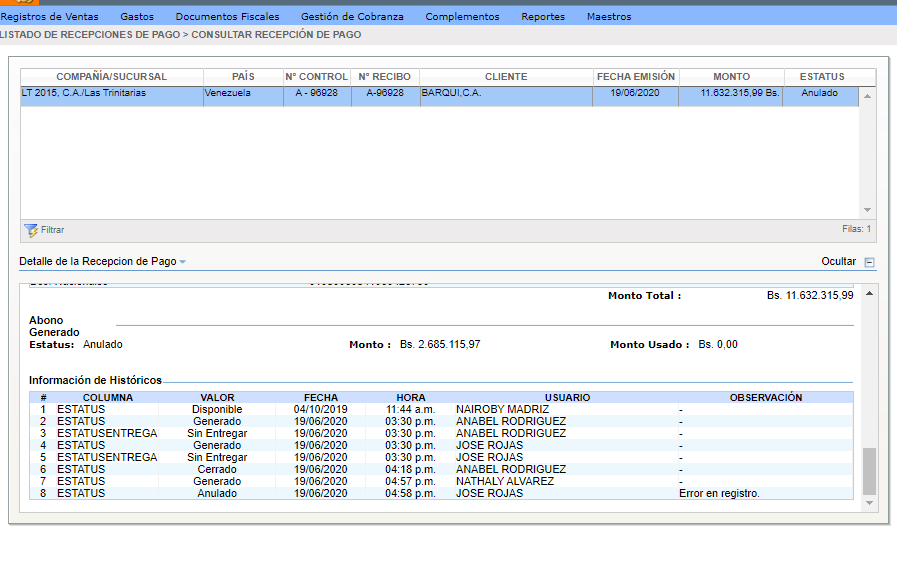 Registros de Ventas Gastos Documentos Fiscales Gestión de Cobranza Complementos Reportes Maestros
LISTADO DE RECEPCIONES DE PAGO > CONSULTAR RECEPCIÓN DE PAGO
COMPAÑÍA/SUCURSAL PAÍS N° CONTROL N° RECIBO CLIENTE FECHA EMISIÓN MONTO ESTATUS
LT 2015, C.A./Las Trinitarias Venezuela A - 96928 A-96928 BARQUI,C.A. 19/06/2020 11.632.315,99 Bs. Anulado
Filtrar Filas: 1
Detalle de la Recepcion de Pago Ocultar
Monto Total : Bs. 11.632.315,99
Abono
Generado
Estatus: Anulado Monto : Bs. 2.685.115,97 Monto Usado : Bs. 0,00
Información de Históricos
# COLUMNA VALOR FECHA HORA USUARIO OBSERVACIÓN
1 ESTATUS Disponible 04/10/2019 11:44 a.m. NAIROBY MADRIZ -
2 ESTATUS Generado 19/06/2020 03:30 p.m. ANABEL RODRIGUEZ -
3 ESTATUSENTREGA Sin Entregar 19/06/2020 03:30 p.m. ANABEL RODRIGUEZ -
4 ESTATUS Generado 19/06/2020 03:30 p.m. JOSE ROJAS -
5 ESTATUSENTREGA Sin Entregar 19/06/2020 03:30 p.m. JOSE ROJAS -
6 ESTATUS Cerrado 19/06/2020 04:18 p.m. ANABEL RODRIGUEZ -
7 ESTATUS Generado 19/06/2020 04:57 p.m. NATHALY ALVAREZ -
8 ESTATUS Anulado 19/06/2020 04:58 p.m. JOSE ROJAS Error en registro.